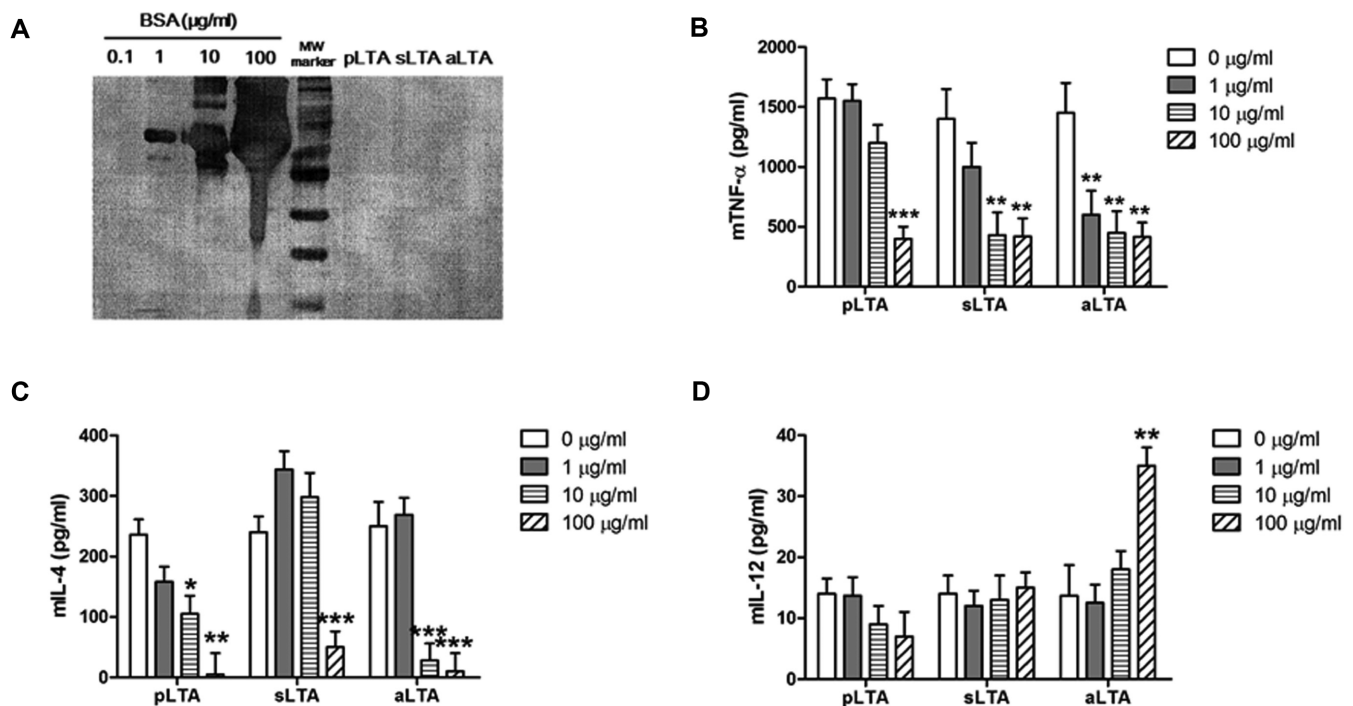 A
BSA (μg/ml)
0.1 1 10 100 MW marker pLTA sLTA aLTA
B
mTNF-α (pg/ml)
2000
1500
1000
500
0
***
** **
** ** **
pLTA sLTA aLTA
0 μg/ml
1 μg/ml
10 μg/ml
100 μg/ml
C
mIL-4 (pg/ml)
400
300
200
100
0
*
**
***
***
***
pLTA sLTA aLTA
0 μg/ml
1 μg/ml
10 μg/ml
100 μg/ml
D
mIL-12 (pg/ml)
40
30
20
10
0
**
pLTA sLTA aLTA
0 μg/ml
1 μg/ml
10 μg/ml
100 μg/ml